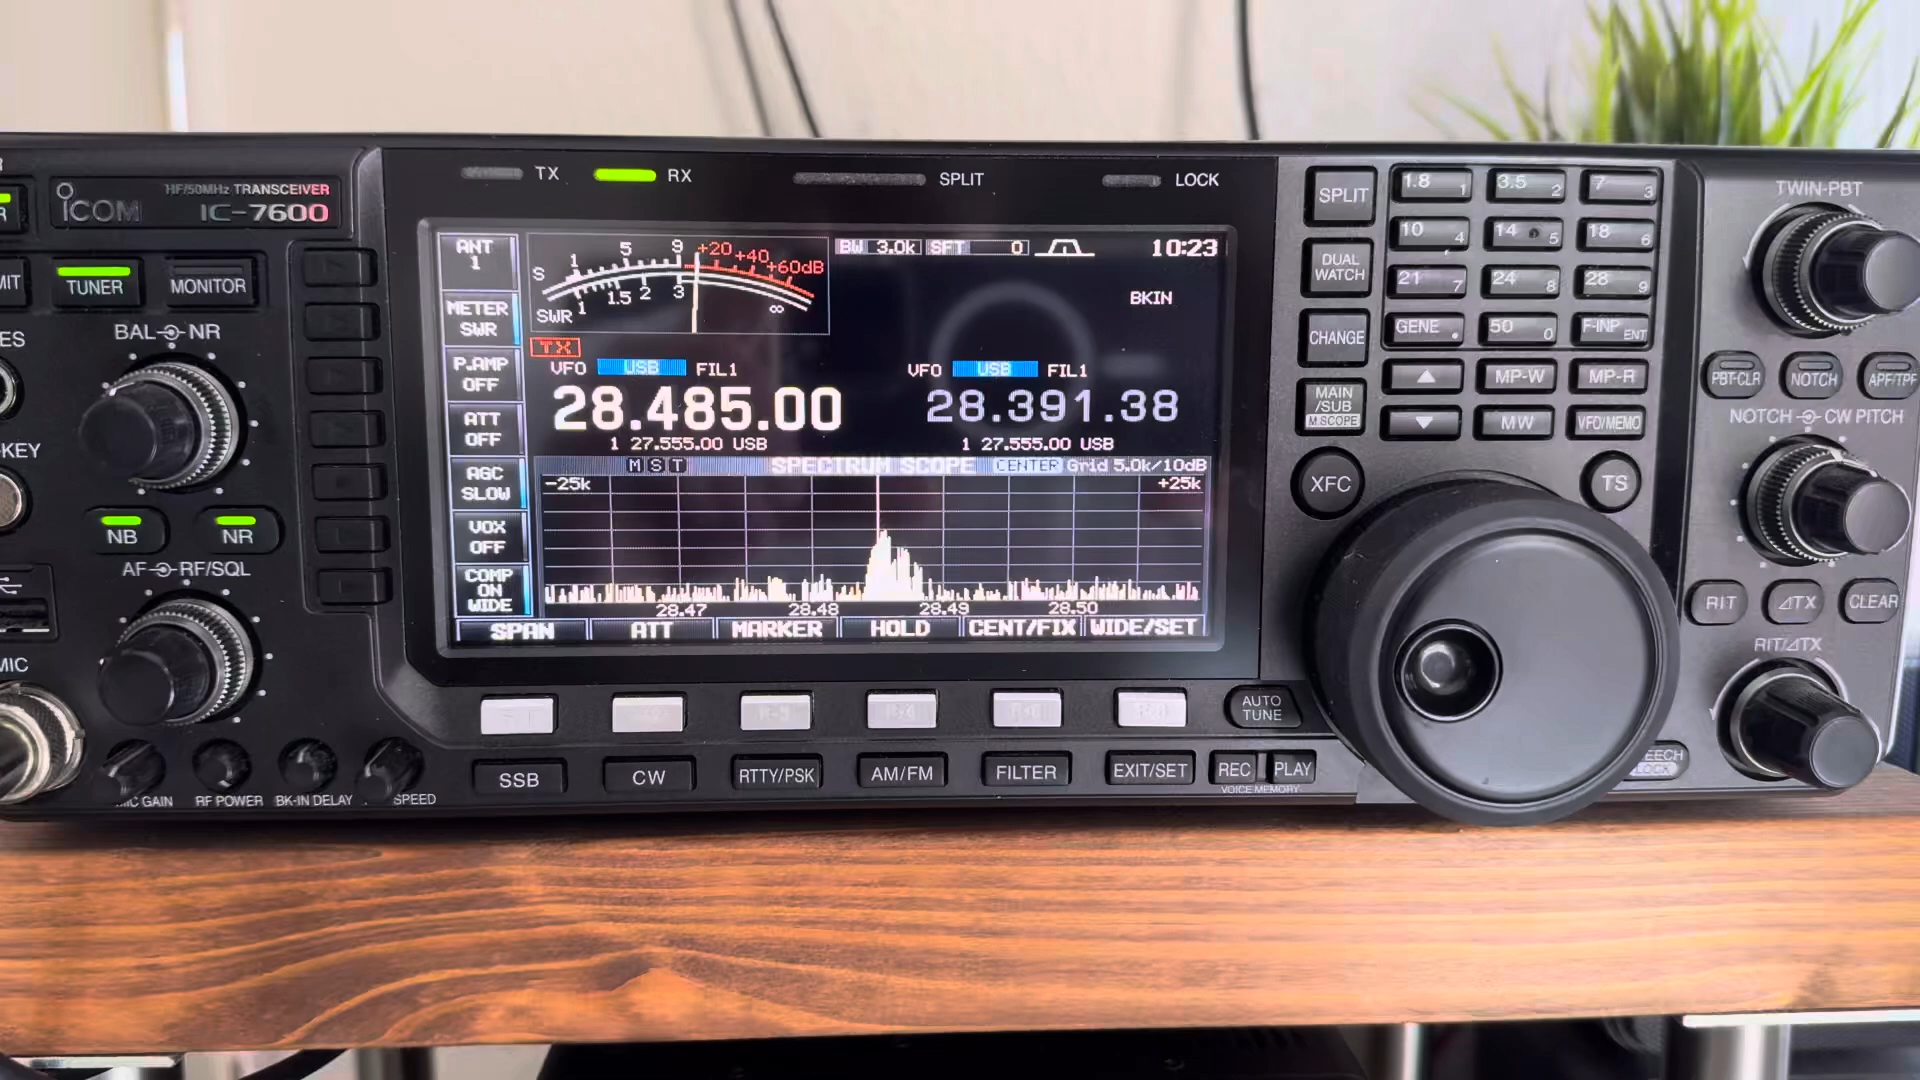 TX RX SPLIT LOCK
ICOM
HF/50MHz TRANSCEIVER
IC-7600
TUNER
MONITOR
BAL NR
-KEY
NB
NR
AF RF/SQL
MIC
MIC GAIN RF POWER BK-IN DELAY SPEED
ANT
1
METER
SWR
P.AMP
OFF
ATT
OFF
AGC
SLOW
VOX
OFF
COMP
ON
WIDE
S 1 5 9 +20 +40 +60dB
SWR 1 1.5 2 3 ∞
BW 3.0k SFT 0
10:23
BKIN
TX
VFO USB FIL1
28.485.00
1 27.555.00 USB
VFO USB FIL1
28.391.38
1 27.555.00 USB
M S T SPECTRUM SCOPE CENTER Grid 5.0k/10dB
-25k +25k
28.47 28.48 28.49 28.50
SPAN ATT MARKER HOLD CENT/FIX WIDE/SET
AUTO
TUNE
SSB CW RTTY/PSK AM/FM FILTER EXIT/SET REC PLAY
VOICE MEMORY
SPLIT
DUAL
WATCH
CHANGE
MAIN
/SUB
M.SCOPE
XFC
1.8 1 3.5 2 7 3
10 4 14 5 18 6
21 7 24 8 28 9
GENE . 50 0 F-INP ENT
▲ MP-W MP-R
▼ MW VFO/MEMO
TS
LOCK
TWIN-PBT
PBT-CLR NOTCH APF/TPF
NOTCH CW PITCH
RIT ⊿TX CLEAR
RIT/⊿TX